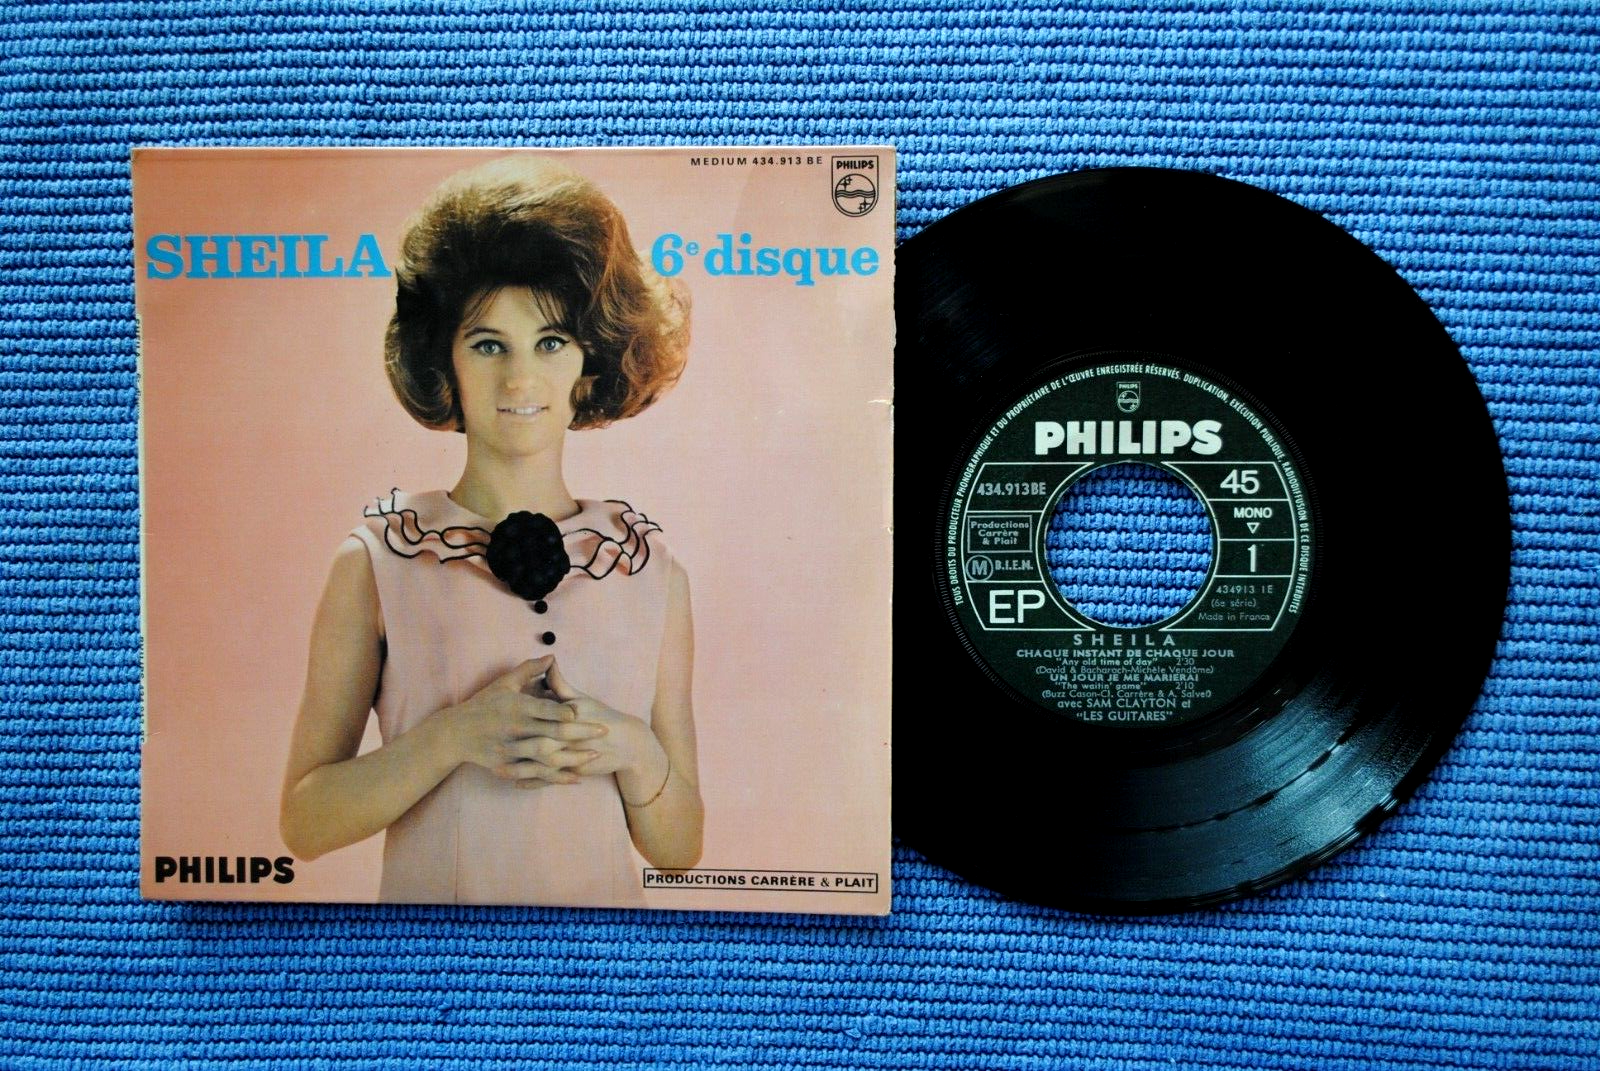 MEDIUM 434.913 BE
PHILIPS
SHEILA
6e disque
PHILIPS
PRODUCTIONS CARRÈRE & PLAIT
TOUS DROITS DU PRODUCTEUR PHONOGRAPHIQUE ET DU PROPRIÉTAIRE DE L'ŒUVRE ENREGISTRÉE RÉSERVÉS. DUPLICATION, EXÉCUTION PUBLIQUE, RADIODIFFUSION DE CE DISQUE INTERDITES
PHILIPS
PHILIPS
434.913 BE
45
MONO
Productions
Carrère
& Plait
1
M B.I.E.M.
EP
434913 1E
(6e série)
Made in France
SHEILA
CHAQUE INSTANT DE CHAQUE JOUR
"Any old time of day" 2'30
(David & Bacharach-Michèle Vendôme)
UN JOUR JE ME MARIERAI
"The waitin' game" 2'10
(Buzz Cason-Cl. Carrère & A. Salvet)
avec SAM CLAYTON et
"LES GUITARES"